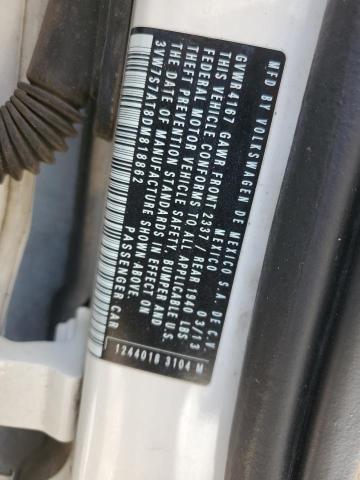 MFD BY VOLKSWAGEN DE MEXICO S.A. DE C.V.
MEXICO 03/13
GVWR 4167 GAWR FRONT 2337 / REAR 1940 LBS
THIS VEHICLE CONFORMS TO ALL APPLICABLE U.S.
FEDERAL MOTOR VEHICLE SAFETY, BUMPER AND
THEFT PREVENTION STANDARDS IN EFFECT ON
THE DATE OF MANUFACTURE SHOWN ABOVE.
3VW7S7AT8DM818862 PASSENGER CAR
1244018 3104 M